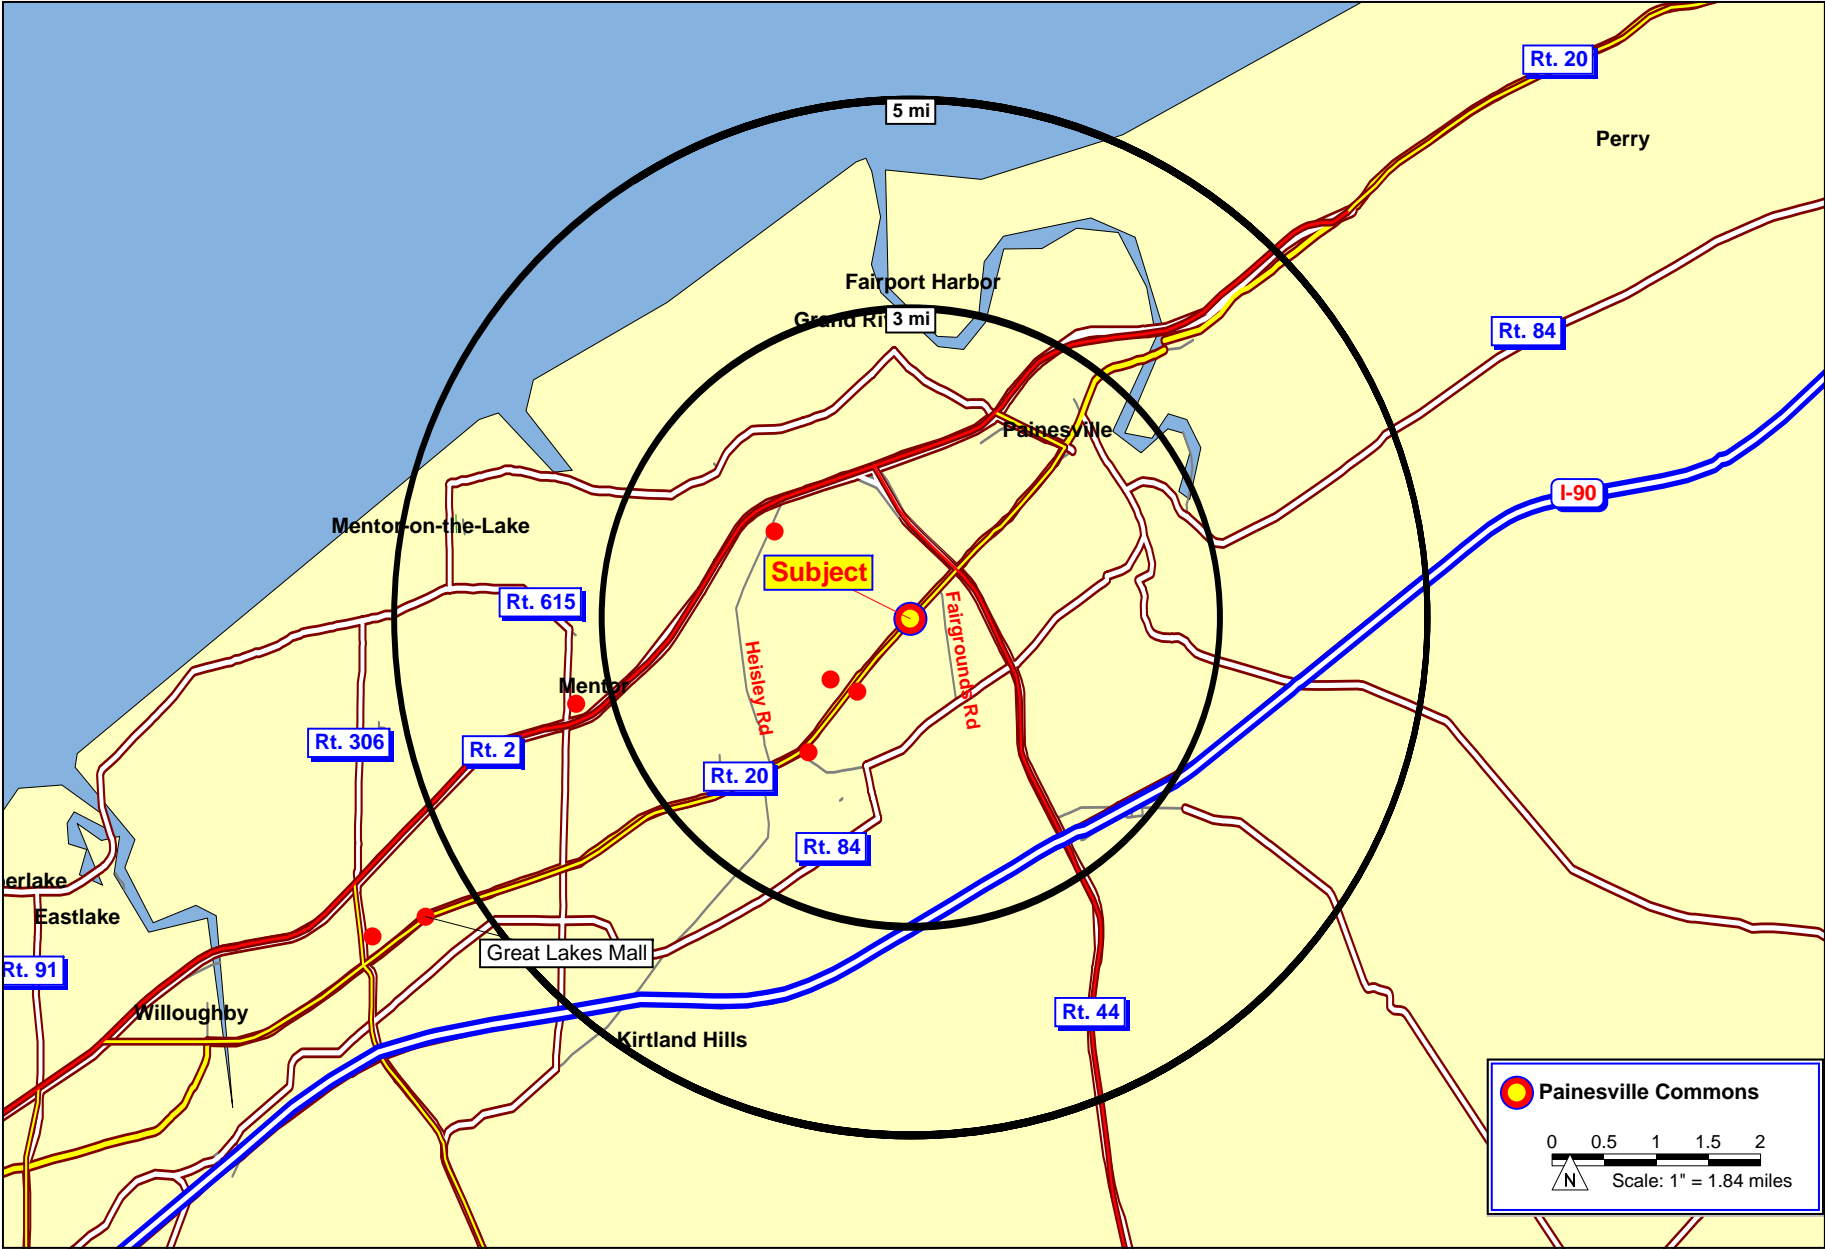 Rt. 20
5 mi
Perry
Fairport Harbor
3 mi
Rt. 84
Painesville
I-90
Mentor-on-the-Lake
Subject
Rt. 615
Fairgrounds Rd
Heisley Rd
Mentor
Rt. 306
Rt. 2
Rt. 20
Rt. 84
Eastlake
Great Lakes Mall
Rt. 91
Willoughby
Rt. 44
Kirtland Hills
Painesville Commons
0 0.5 1 1.5 2
N
Scale: 1" = 1.84 miles